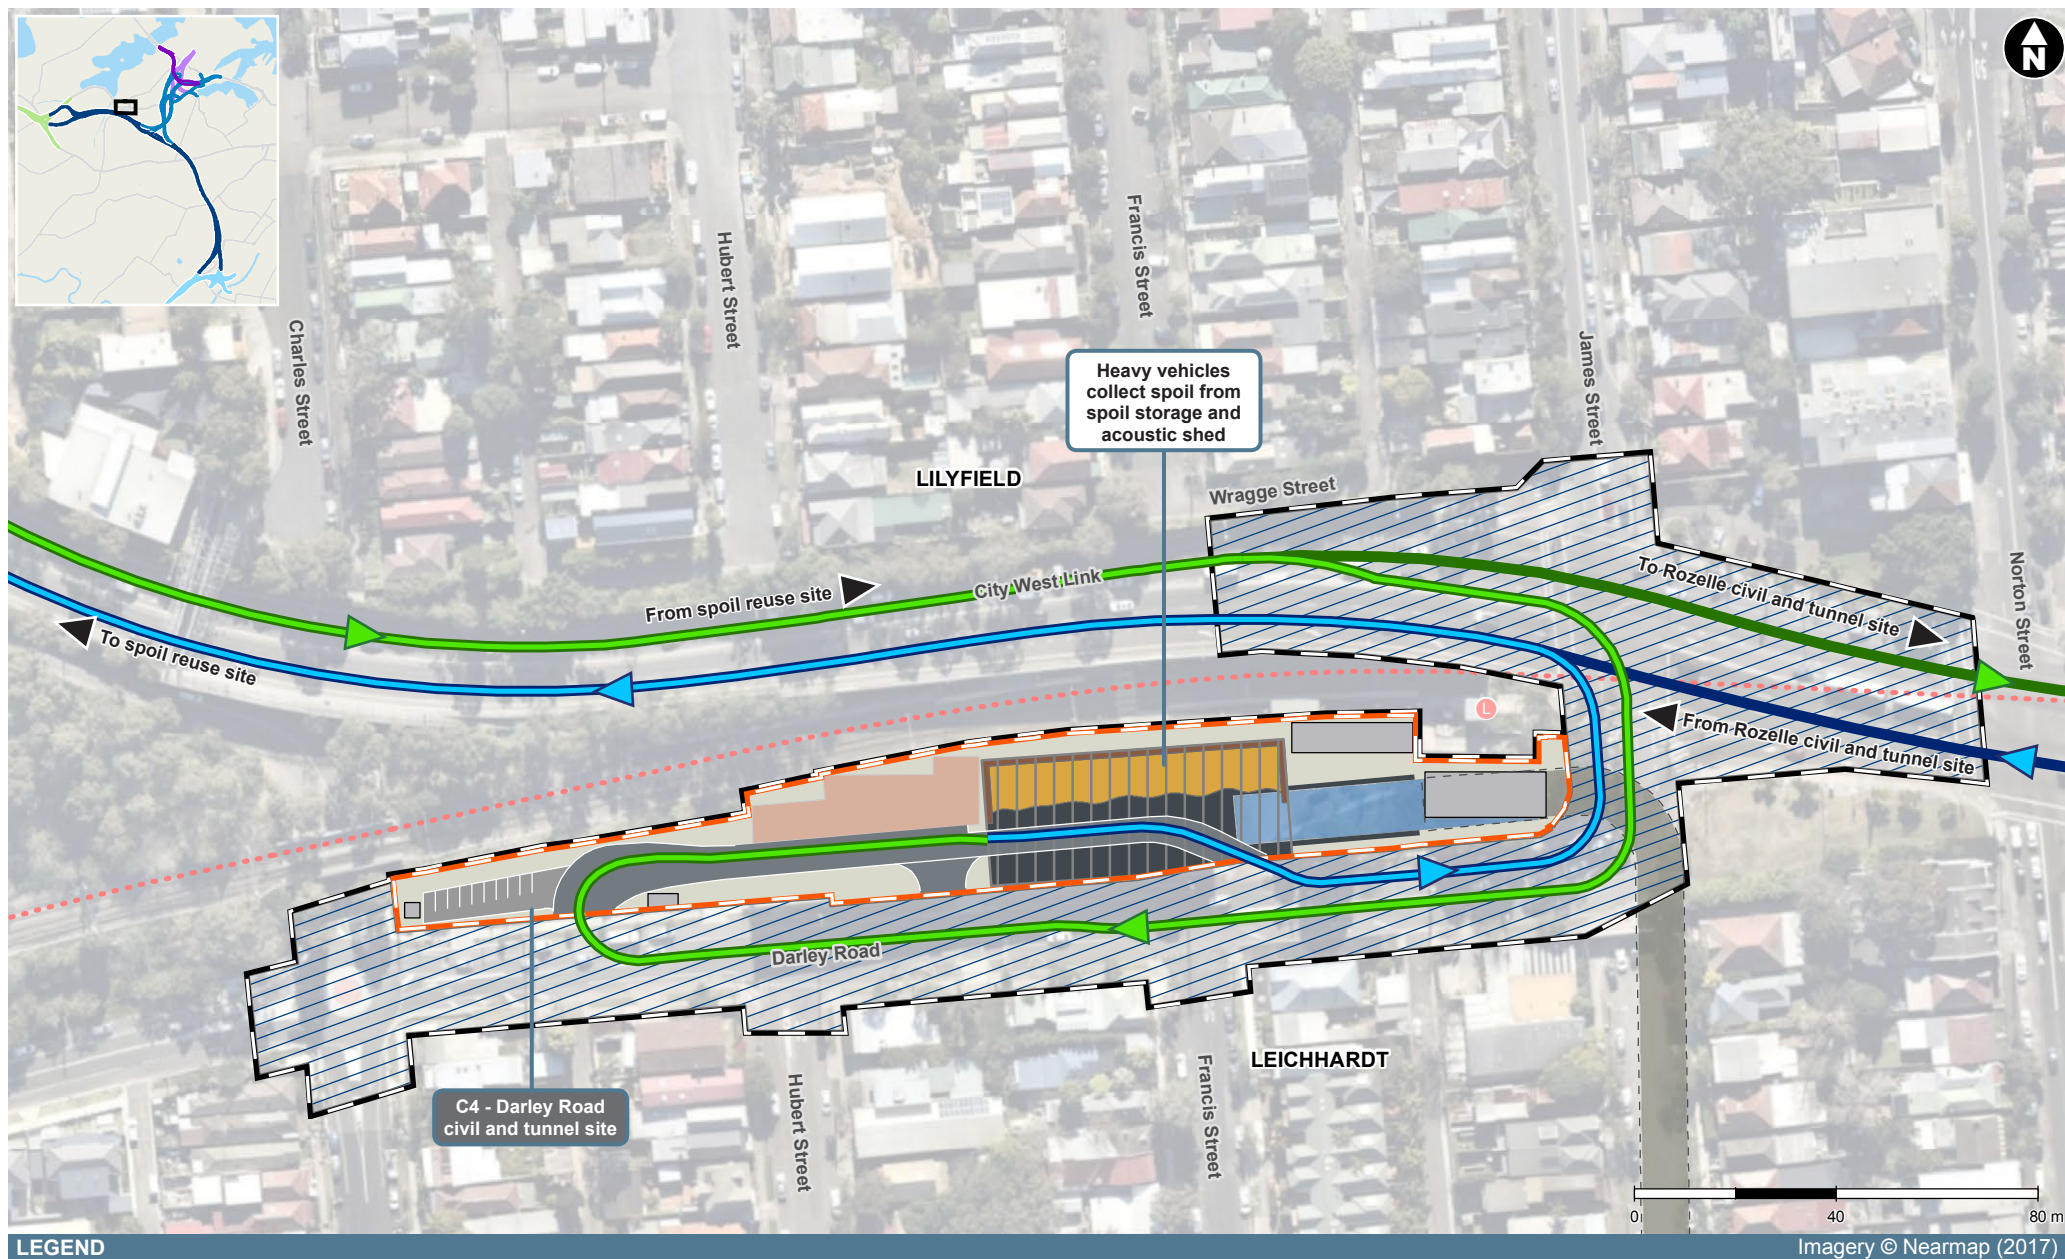 N
Charles Street
Hubert Street
Francis Street
James Street
Norton Street
Heavy vehicles
collect spoil from
spoil storage and
acoustic shed
LILYFIELD
Wragge Street
City West Link
From spoil reuse site
To spoil reuse site
To Rozelle civil and tunnel site
L
From Rozelle civil and tunnel site
Darley Road
C4 - Darley Road
civil and tunnel site
LEICHHARDT
Hubert Street
Francis Street
0 40 80 m
LEGEND
Imagery © Nearmap (2017)